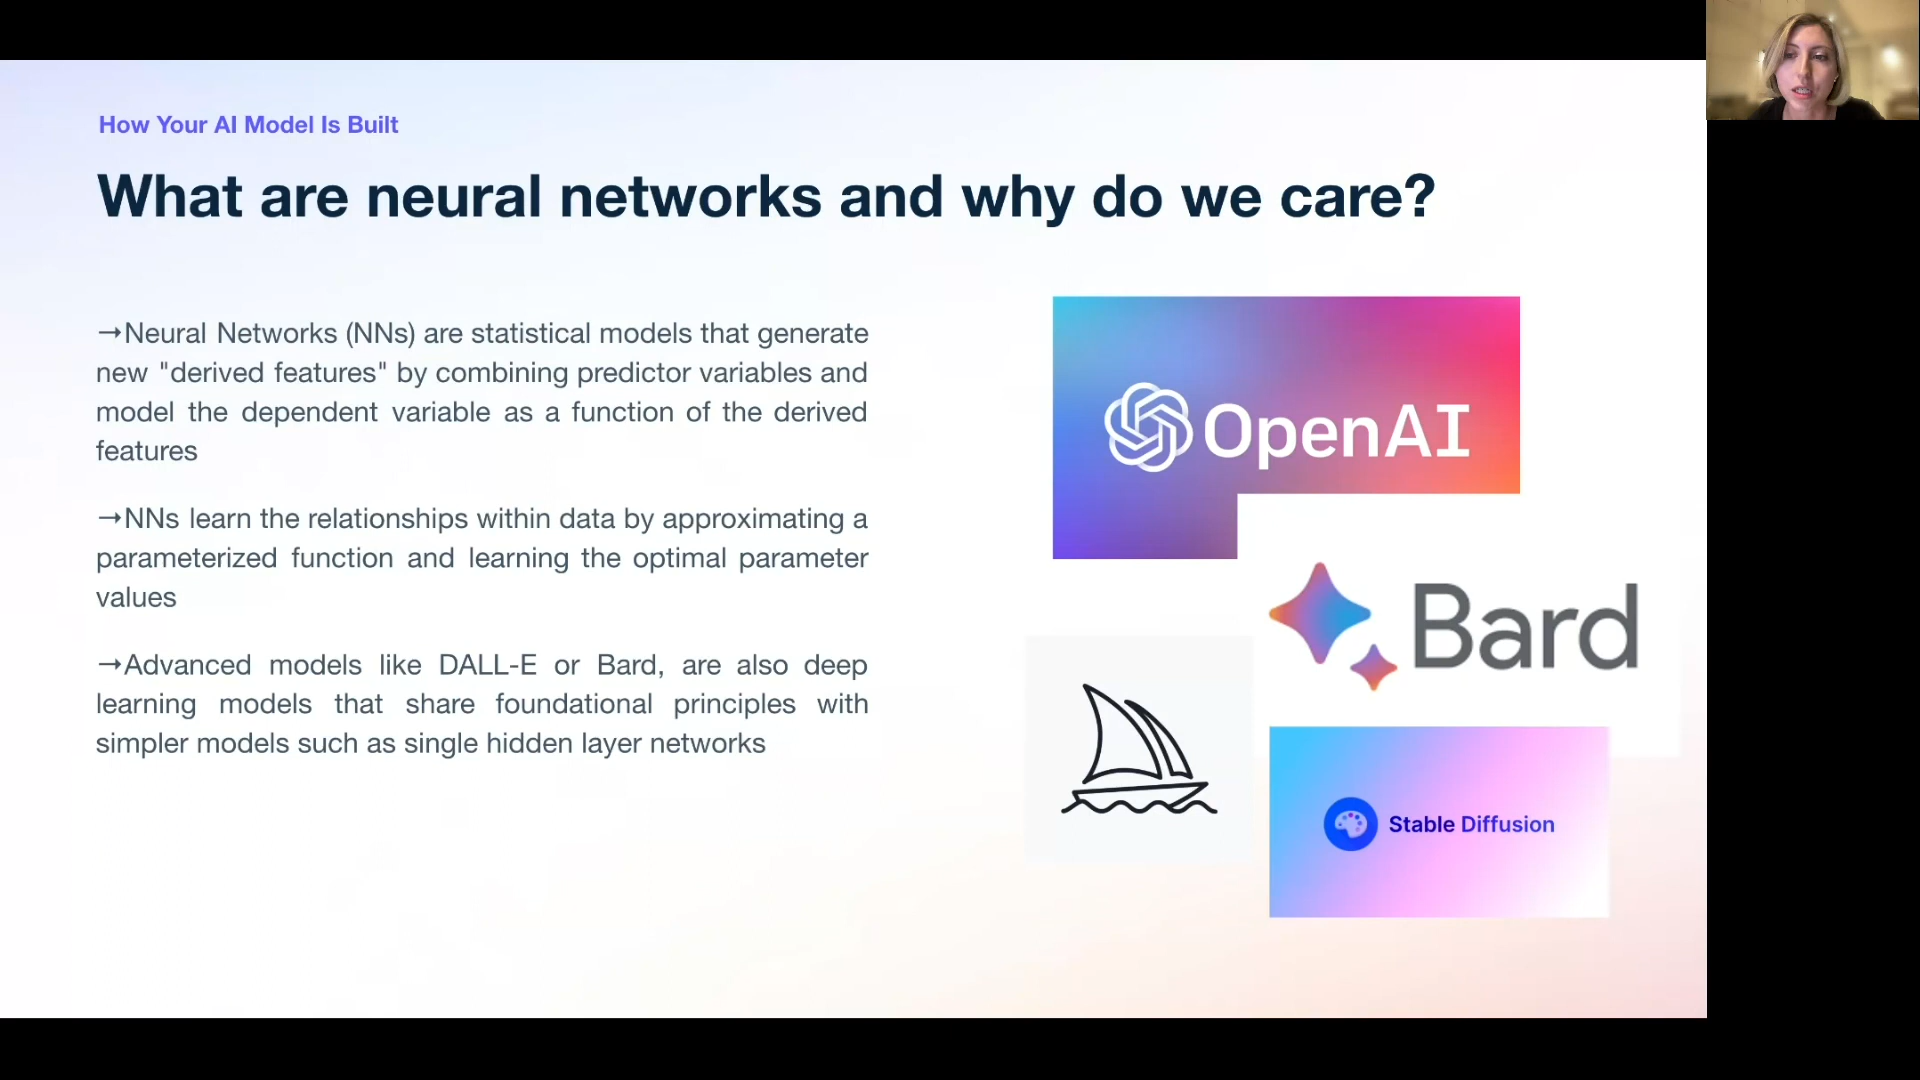 How Your AI Model Is Built
What are neural networks and why do we care?
→Neural Networks (NNs) are statistical models that generate
new "derived features" by combining predictor variables and
model the dependent variable as a function of the derived
features
→NNs learn the relationships within data by approximating a
parameterized function and learning the optimal parameter
values
→Advanced models like DALL-E or Bard, are also deep
learning models that share foundational principles with
simpler models such as single hidden layer networks
OpenAI
Bard
Stable Diffusion